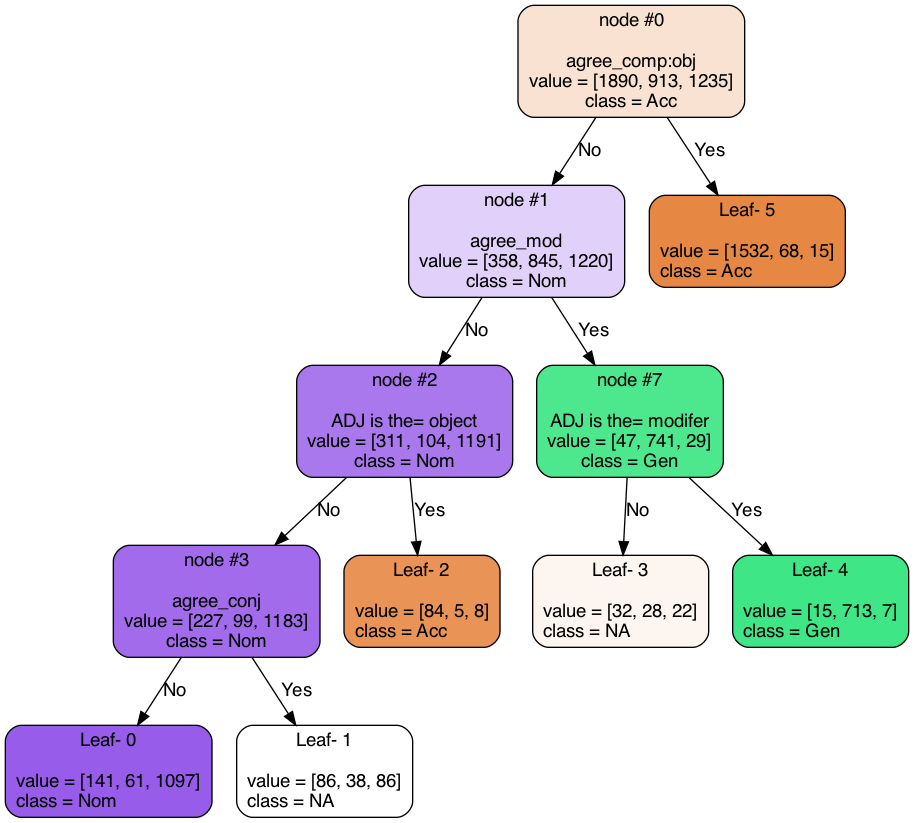 node #0
agree_comp:obj
value = [1890, 913, 1235]
class = Acc
No
Yes
node #1
agree_mod
value = [358, 845, 1220]
class = Nom
Leaf- 5
value = [1532, 68, 15]
class = Acc
No
Yes
node #2
ADJ is the= object
value = [311, 104, 1191]
class = Nom
node #7
ADJ is the= modifer
value = [47, 741, 29]
class = Gen
No
Yes
No
Yes
node #3
agree_conj
value = [227, 99, 1183]
class = Nom
Leaf- 2
value = [84, 5, 8]
class = Acc
Leaf- 3
value = [32, 28, 22]
class = NA
Leaf- 4
value = [15, 713, 7]
class = Gen
No
Yes
Leaf- 0
value = [141, 61, 1097]
class = Nom
Leaf- 1
value = [86, 38, 86]
class = NA